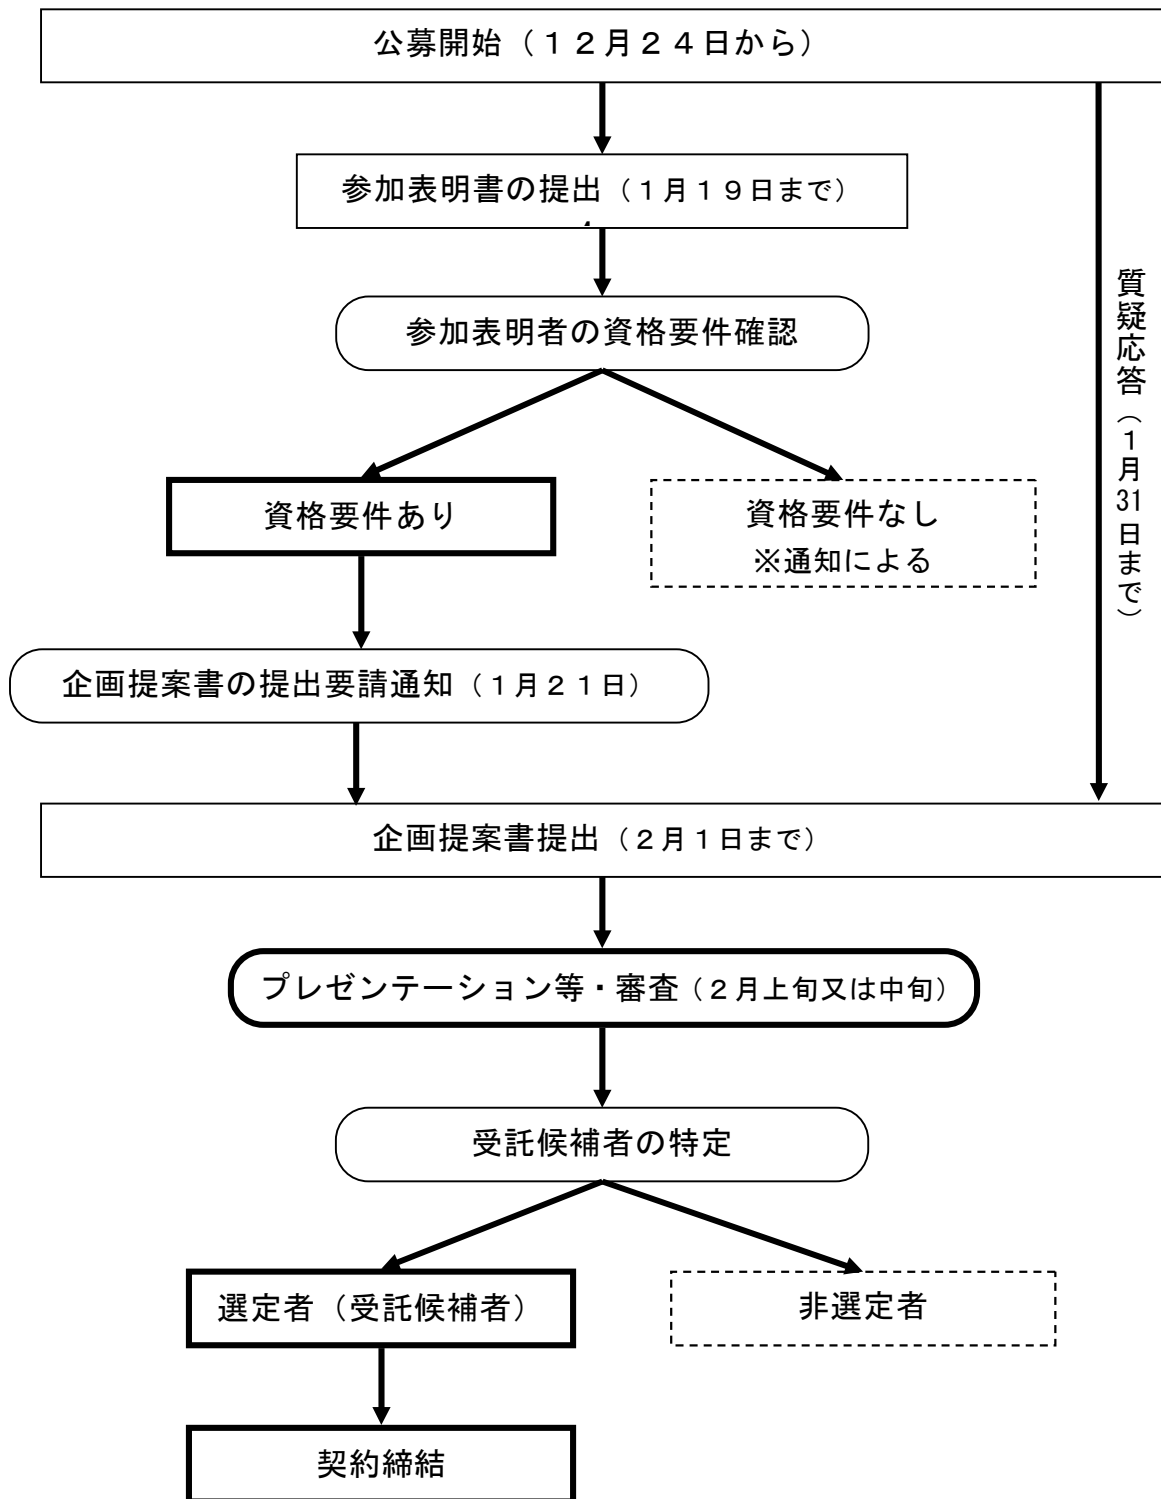 公募開始（１２月２４日から）
参加表明書の提出（１月１９日まで）
参加表明者の資格要件確認
質疑応答（１月31日まで）
資格要件あり
資格要件なし
※通知による
企画提案書の提出要請通知（１月２１日）
企画提案書提出（２月１日まで）
プレゼンテーション等・審査（２月上旬又は中旬）
受託候補者の特定
選定者（受託候補者）
非選定者
契約締結